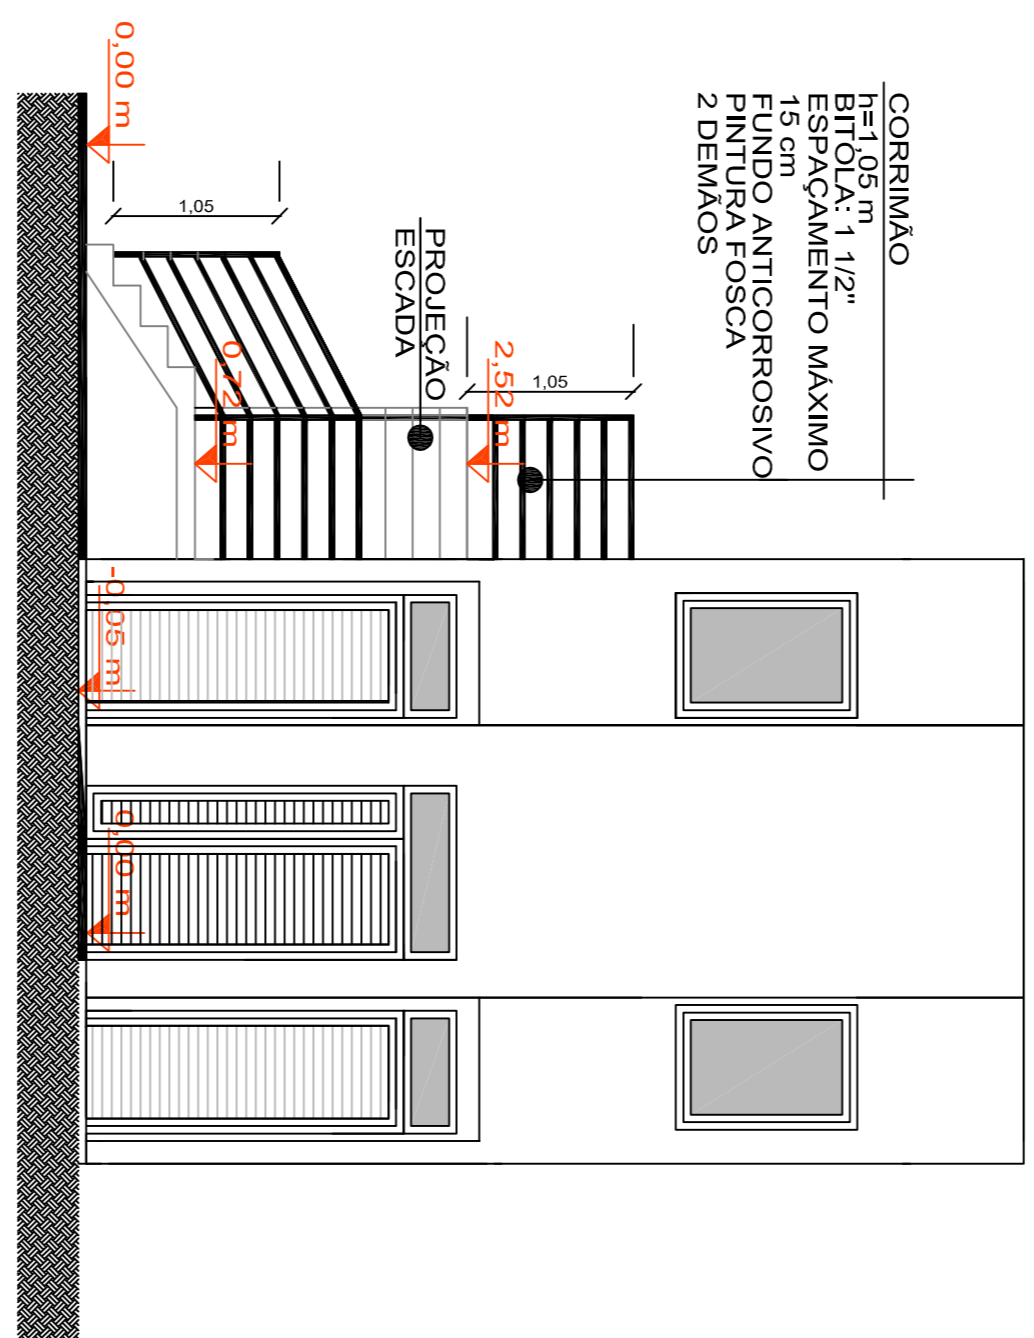 CORRIMÃO
h=1,05 m
BITOLA: 1 1/2"
ESPAÇAMENTO MÁXIMO
15 cm
FUNDO ANTICORROSIVO
PINTURA FOSCA
2 DEMÃOS
1,05
2,52 m
PROJEÇÃO
ESCADA
1,05
0,72 m
0,00 m
-0,05 m
0,00 m